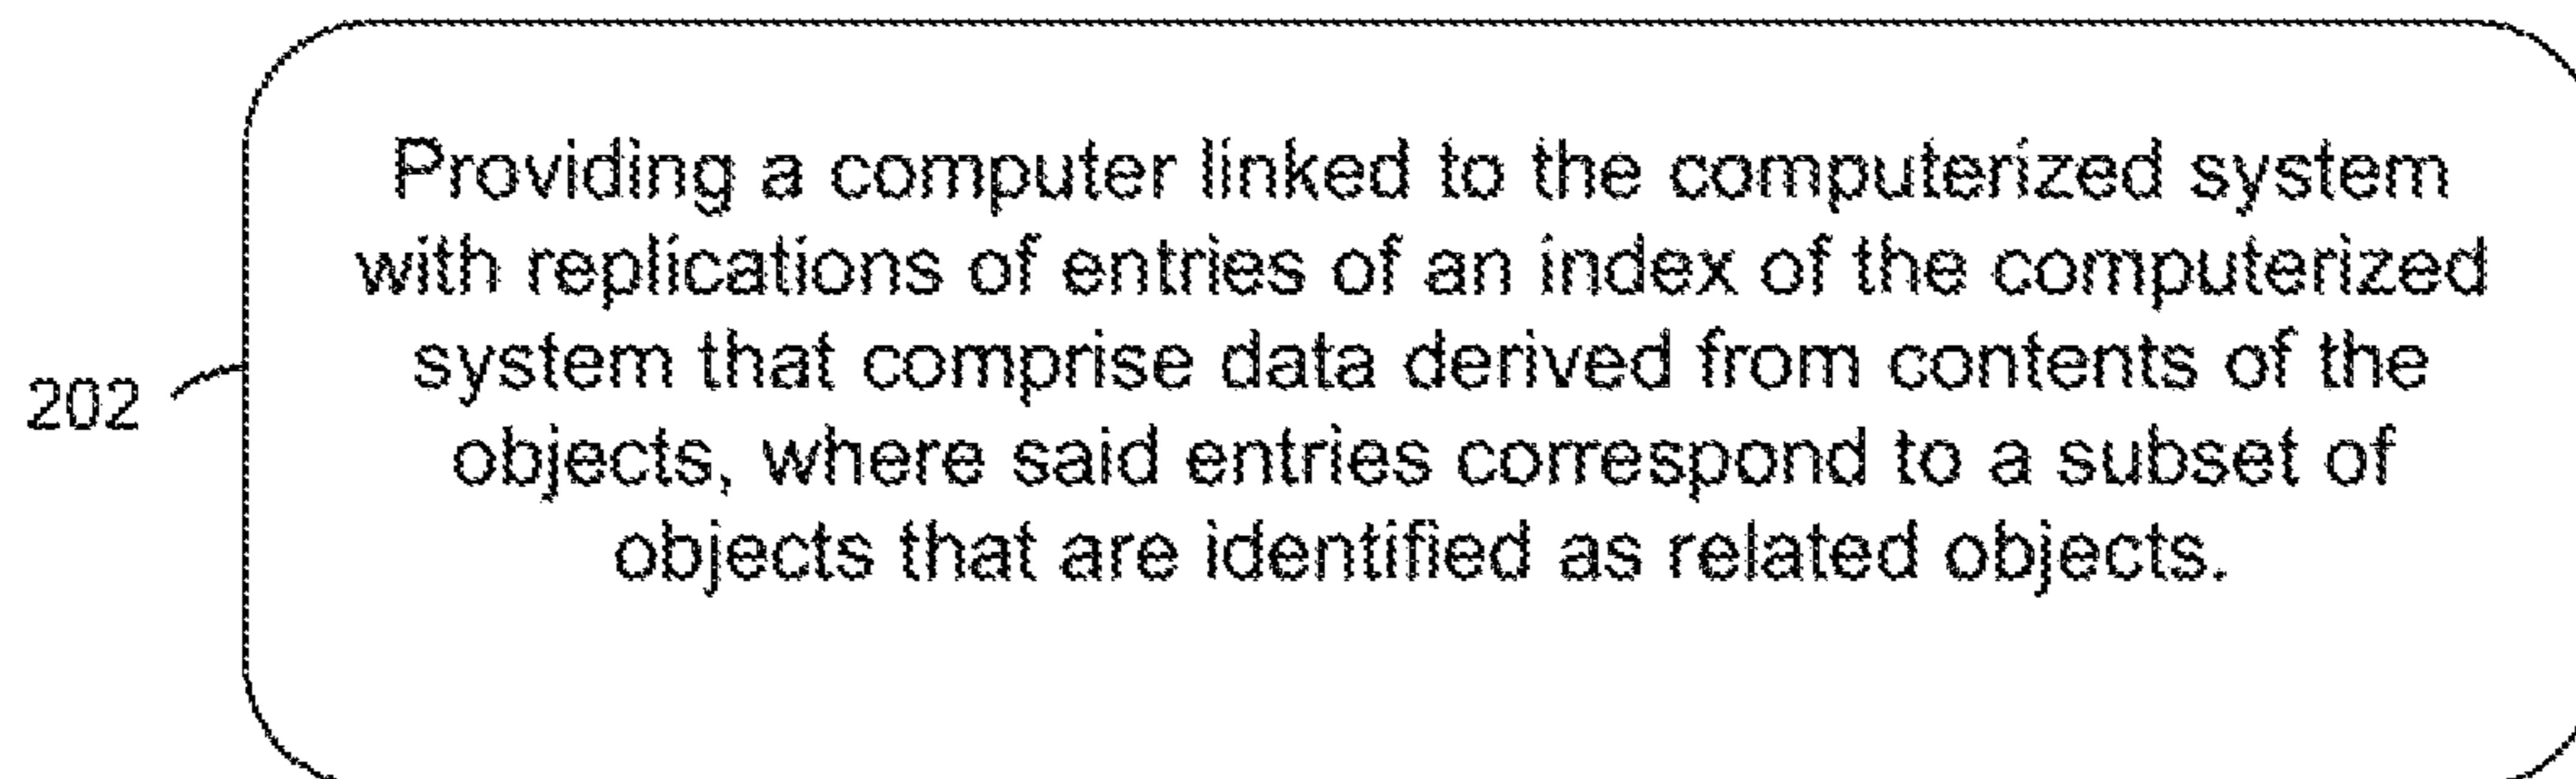 Providing a computer linked to the computerized system
with replications of entries of an index of the computerized
system that comprise data derived from contents of the
202
objects, where said entries correspond to a subset of
objects that are identified as related objects.